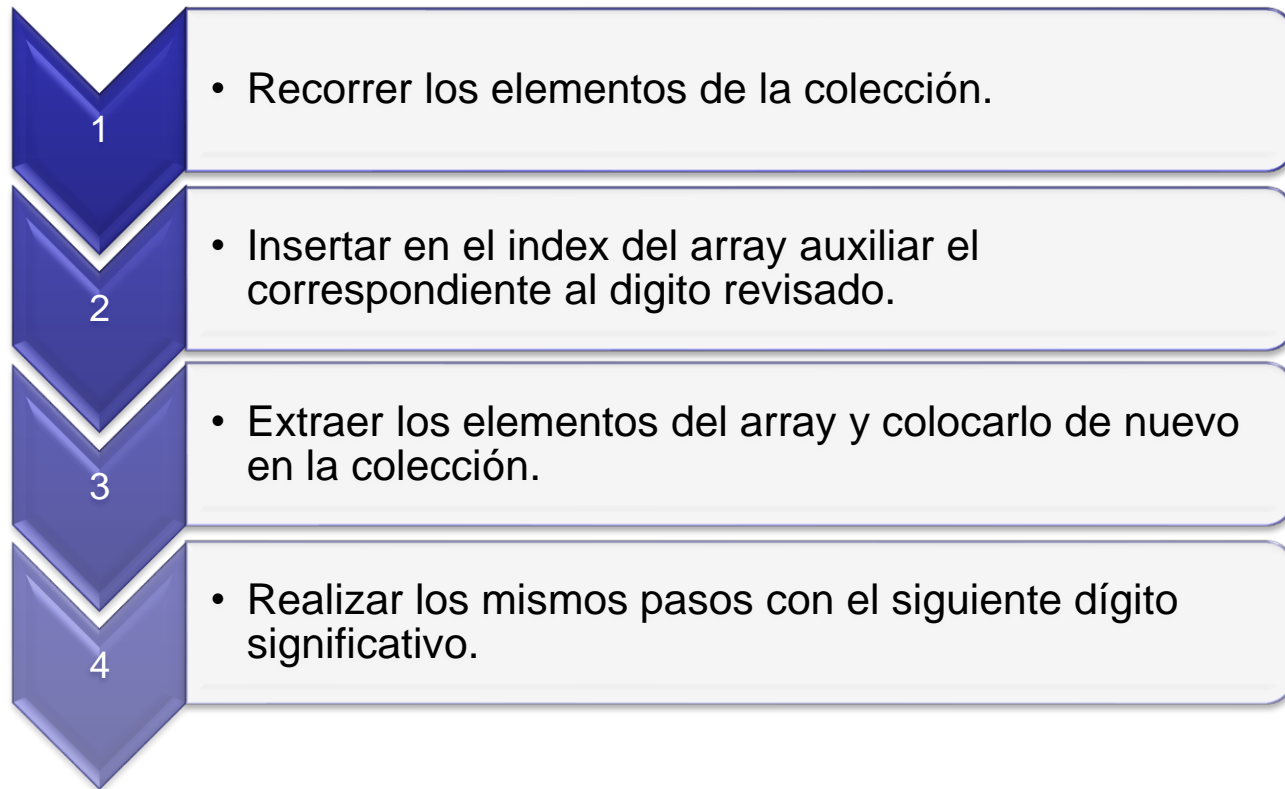 1
• Recorrer los elementos de la colección.
2
• Insertar en el index del array auxiliar el
correspondiente al digito revisado.
3
• Extraer los elementos del array y colocarlo de nuevo
en la colección.
4
• Realizar los mismos pasos con el siguiente dígito
significativo.